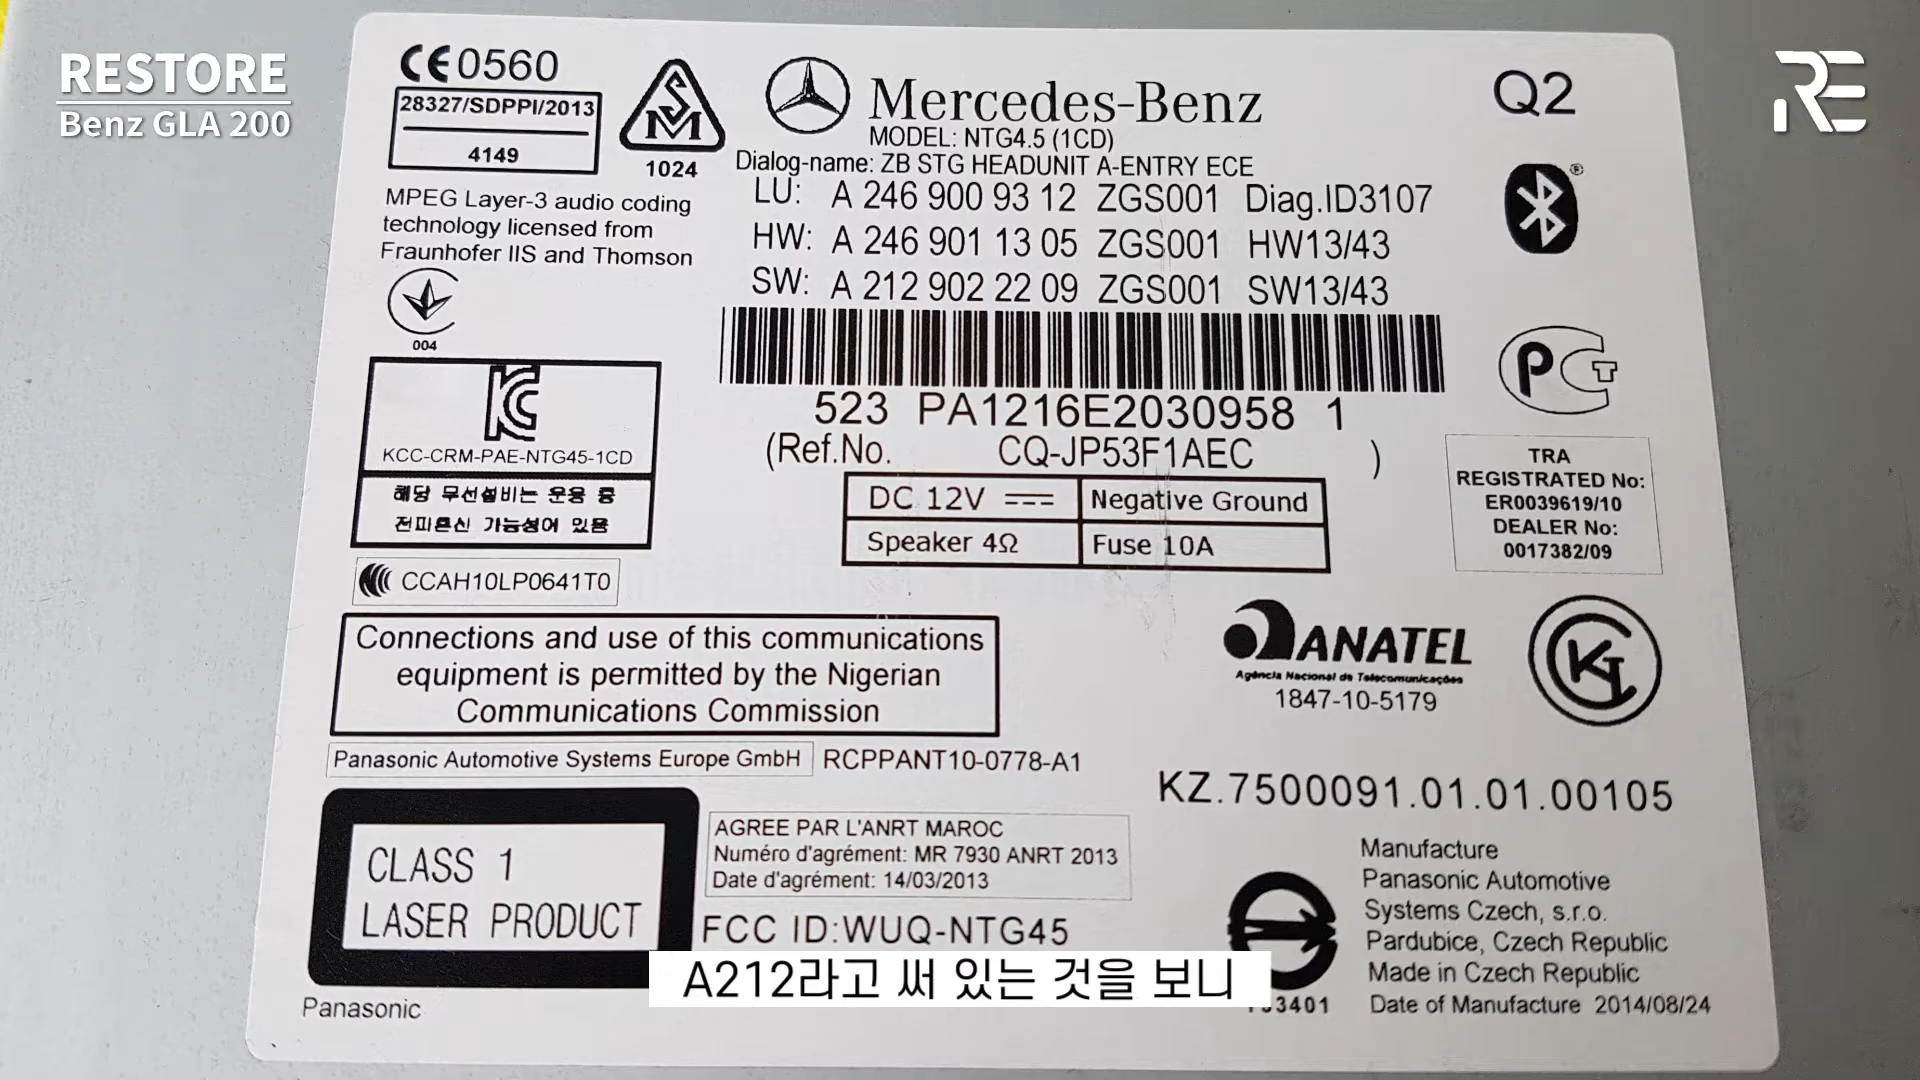 RESTORE
Benz GLA 200
RE
CE0560
28327/SDPPI/2013
4149
SM
1024
Mercedes-Benz
MODEL: NTG4.5 (1CD)
Dialog-name: ZB STG HEADUNIT A-ENTRY ECE
LU: A 246 900 93 12 ZGS001 Diag.ID3107
HW: A 246 901 13 05 ZGS001 HW13/43
SW: A 212 902 22 09 ZGS001 SW13/43
Q2
MPEG Layer-3 audio coding
technology licensed from
Fraunhofer IIS and Thomson
004
KCC-CRM-PAE-NTG45-1CD
해당 무선설비는 운용 중
전파혼신 가능성이 있음
CCAH10LP0641T0
523 PA1216E2030958 1
(Ref.No. CQ-JP53F1AEC )
DC 12V Negative Ground
Speaker 4Ω Fuse 10A
PCT
TRA
REGISTRATED No:
ER0039619/10
DEALER No:
0017382/09
Connections and use of this communications
equipment is permitted by the Nigerian
Communications Commission
ANATEL
Agência Nacional de Telecomunicações
1847-10-5179
Panasonic Automotive Systems Europe GmbH RCPPANT10-0778-A1
KZ.7500091.01.01.00105
CLASS 1
LASER PRODUCT
AGREE PAR L'ANRT MAROC
Numéro d'agrément: MR 7930 ANRT 2013
Date d'agrément: 14/03/2013
FCC ID:WUQ-NTG45
Manufacture
Panasonic Automotive
Systems Czech, s.r.o.
Pardubice, Czech Republic
Made in Czech Republic
Date of Manufacture 2014/08/24
Panasonic
A212라고 써 있는 것을 보니